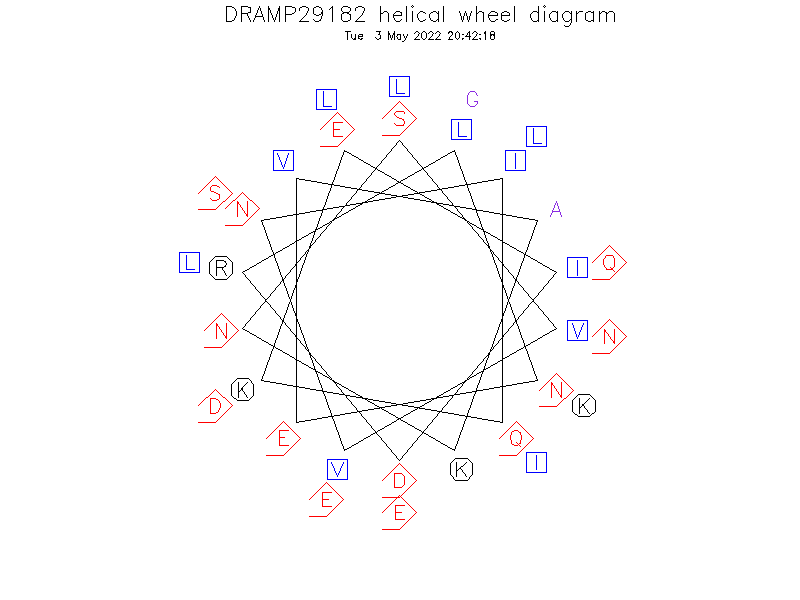 DRAMP29182 helical wheel diagram
Tue 3 May 2022 20:42:18
L
L G
S
E L L
V I
S N A
L R I Q
N V N
K N K
D
E Q
V K I
D
E
E